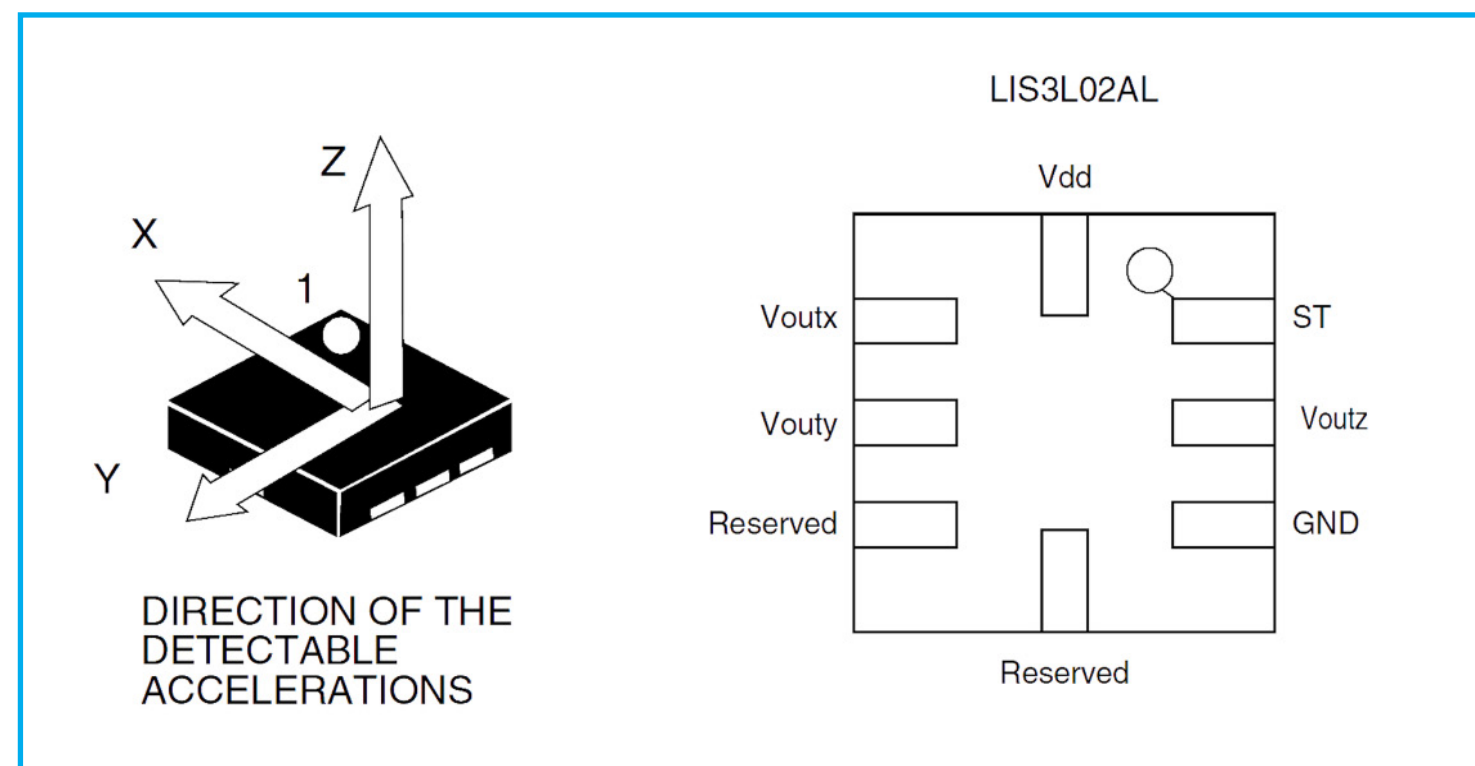 Z
X
1
Y
DIRECTION OF THE
DETECTABLE
ACCELERATIONS
LIS3L02AL
Vdd
Voutx
ST
Vouty
Voutz
Reserved
GND
Reserved